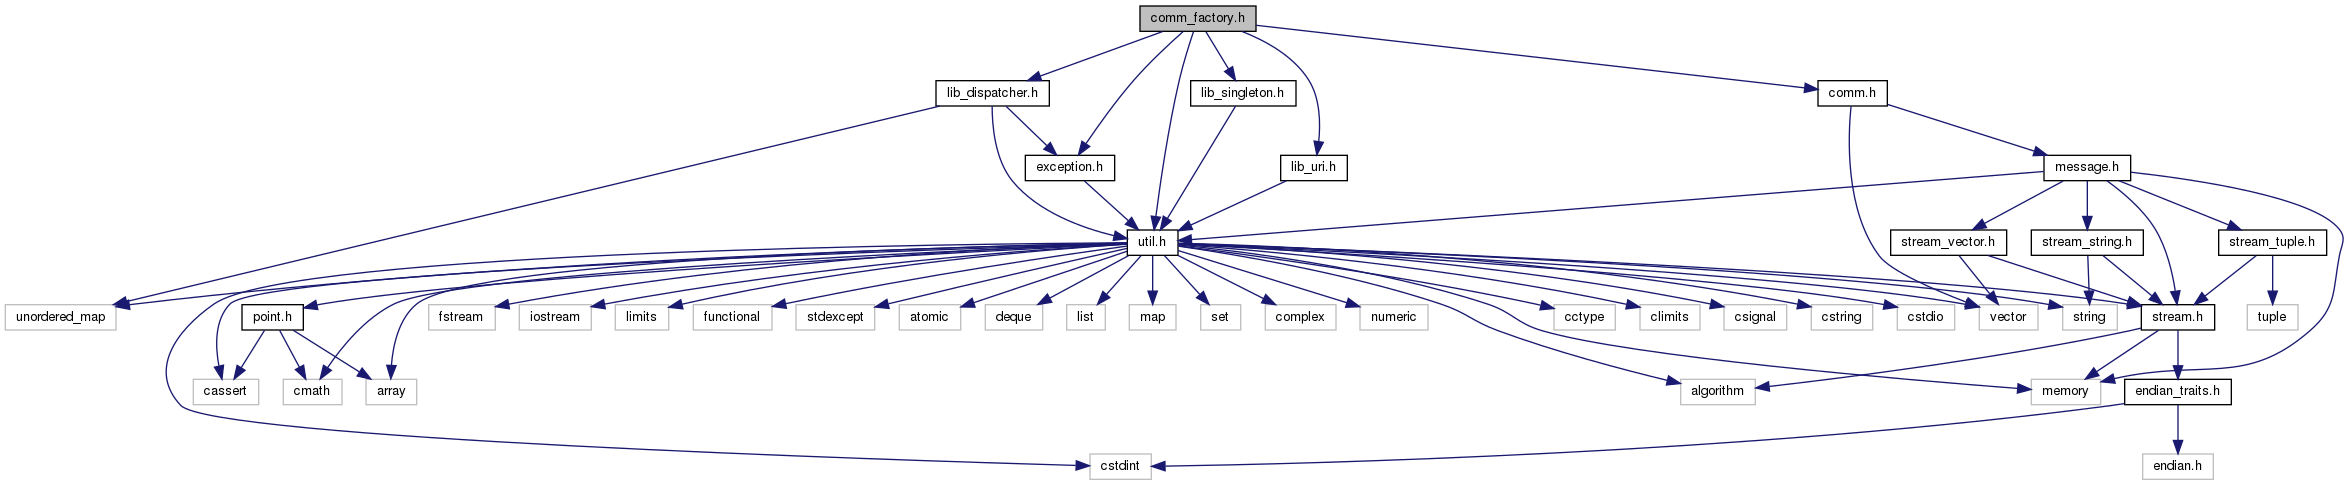 comm_factory.h
lib_dispatcher.h
lib_singleton.h
comm.h
exception.h
lib_uri.h
message.h
util.h
stream_vector.h
stream_string.h
stream_tuple.h
unordered_map
point.h
fstream
iostream
limits
functional
stdexcept
atomic
deque
list
map
set
complex
numeric
cctype
climits
csignal
cstring
cstdio
vector
string
stream.h
tuple
cassert
cmath
array
algorithm
memory
endian_traits.h
cstdint
endian.h